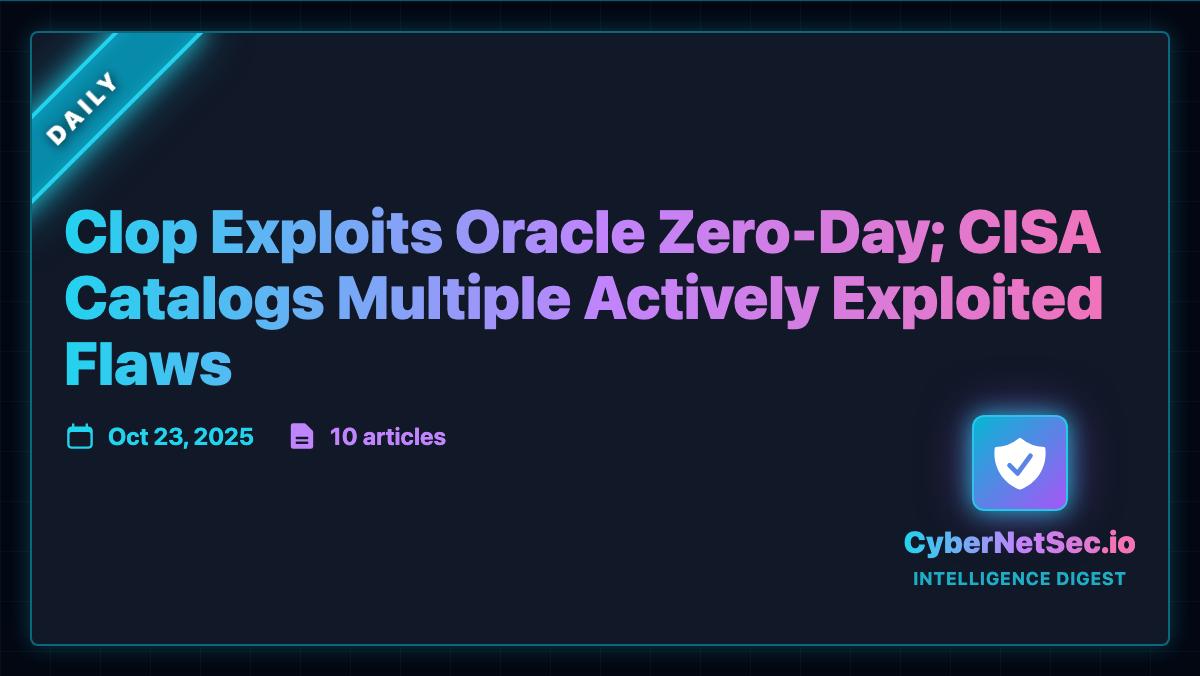 DAILY
Clop Exploits Oracle Zero-Day; CISA
Catalogs Multiple Actively Exploited
Flaws
Oct 23, 2025
10 articles
CyberNetSec.io
INTELLIGENCE DIGEST